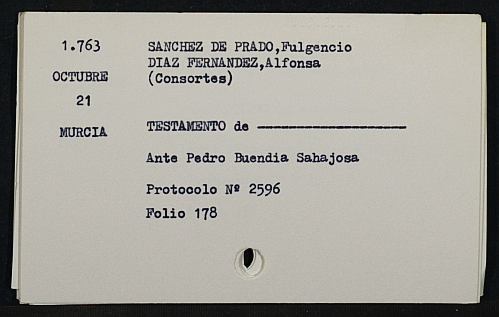 1.763 SANCHEZ DE PRADO,Fulgencio
DIAZ FERNANDEZ,Alfonsa
OCTUBRE (Consortes)
21
MURCIA TESTAMENTO de -------------------
Ante Pedro Buendia Sahajosa
Protocolo Nº 2596
Folio 178